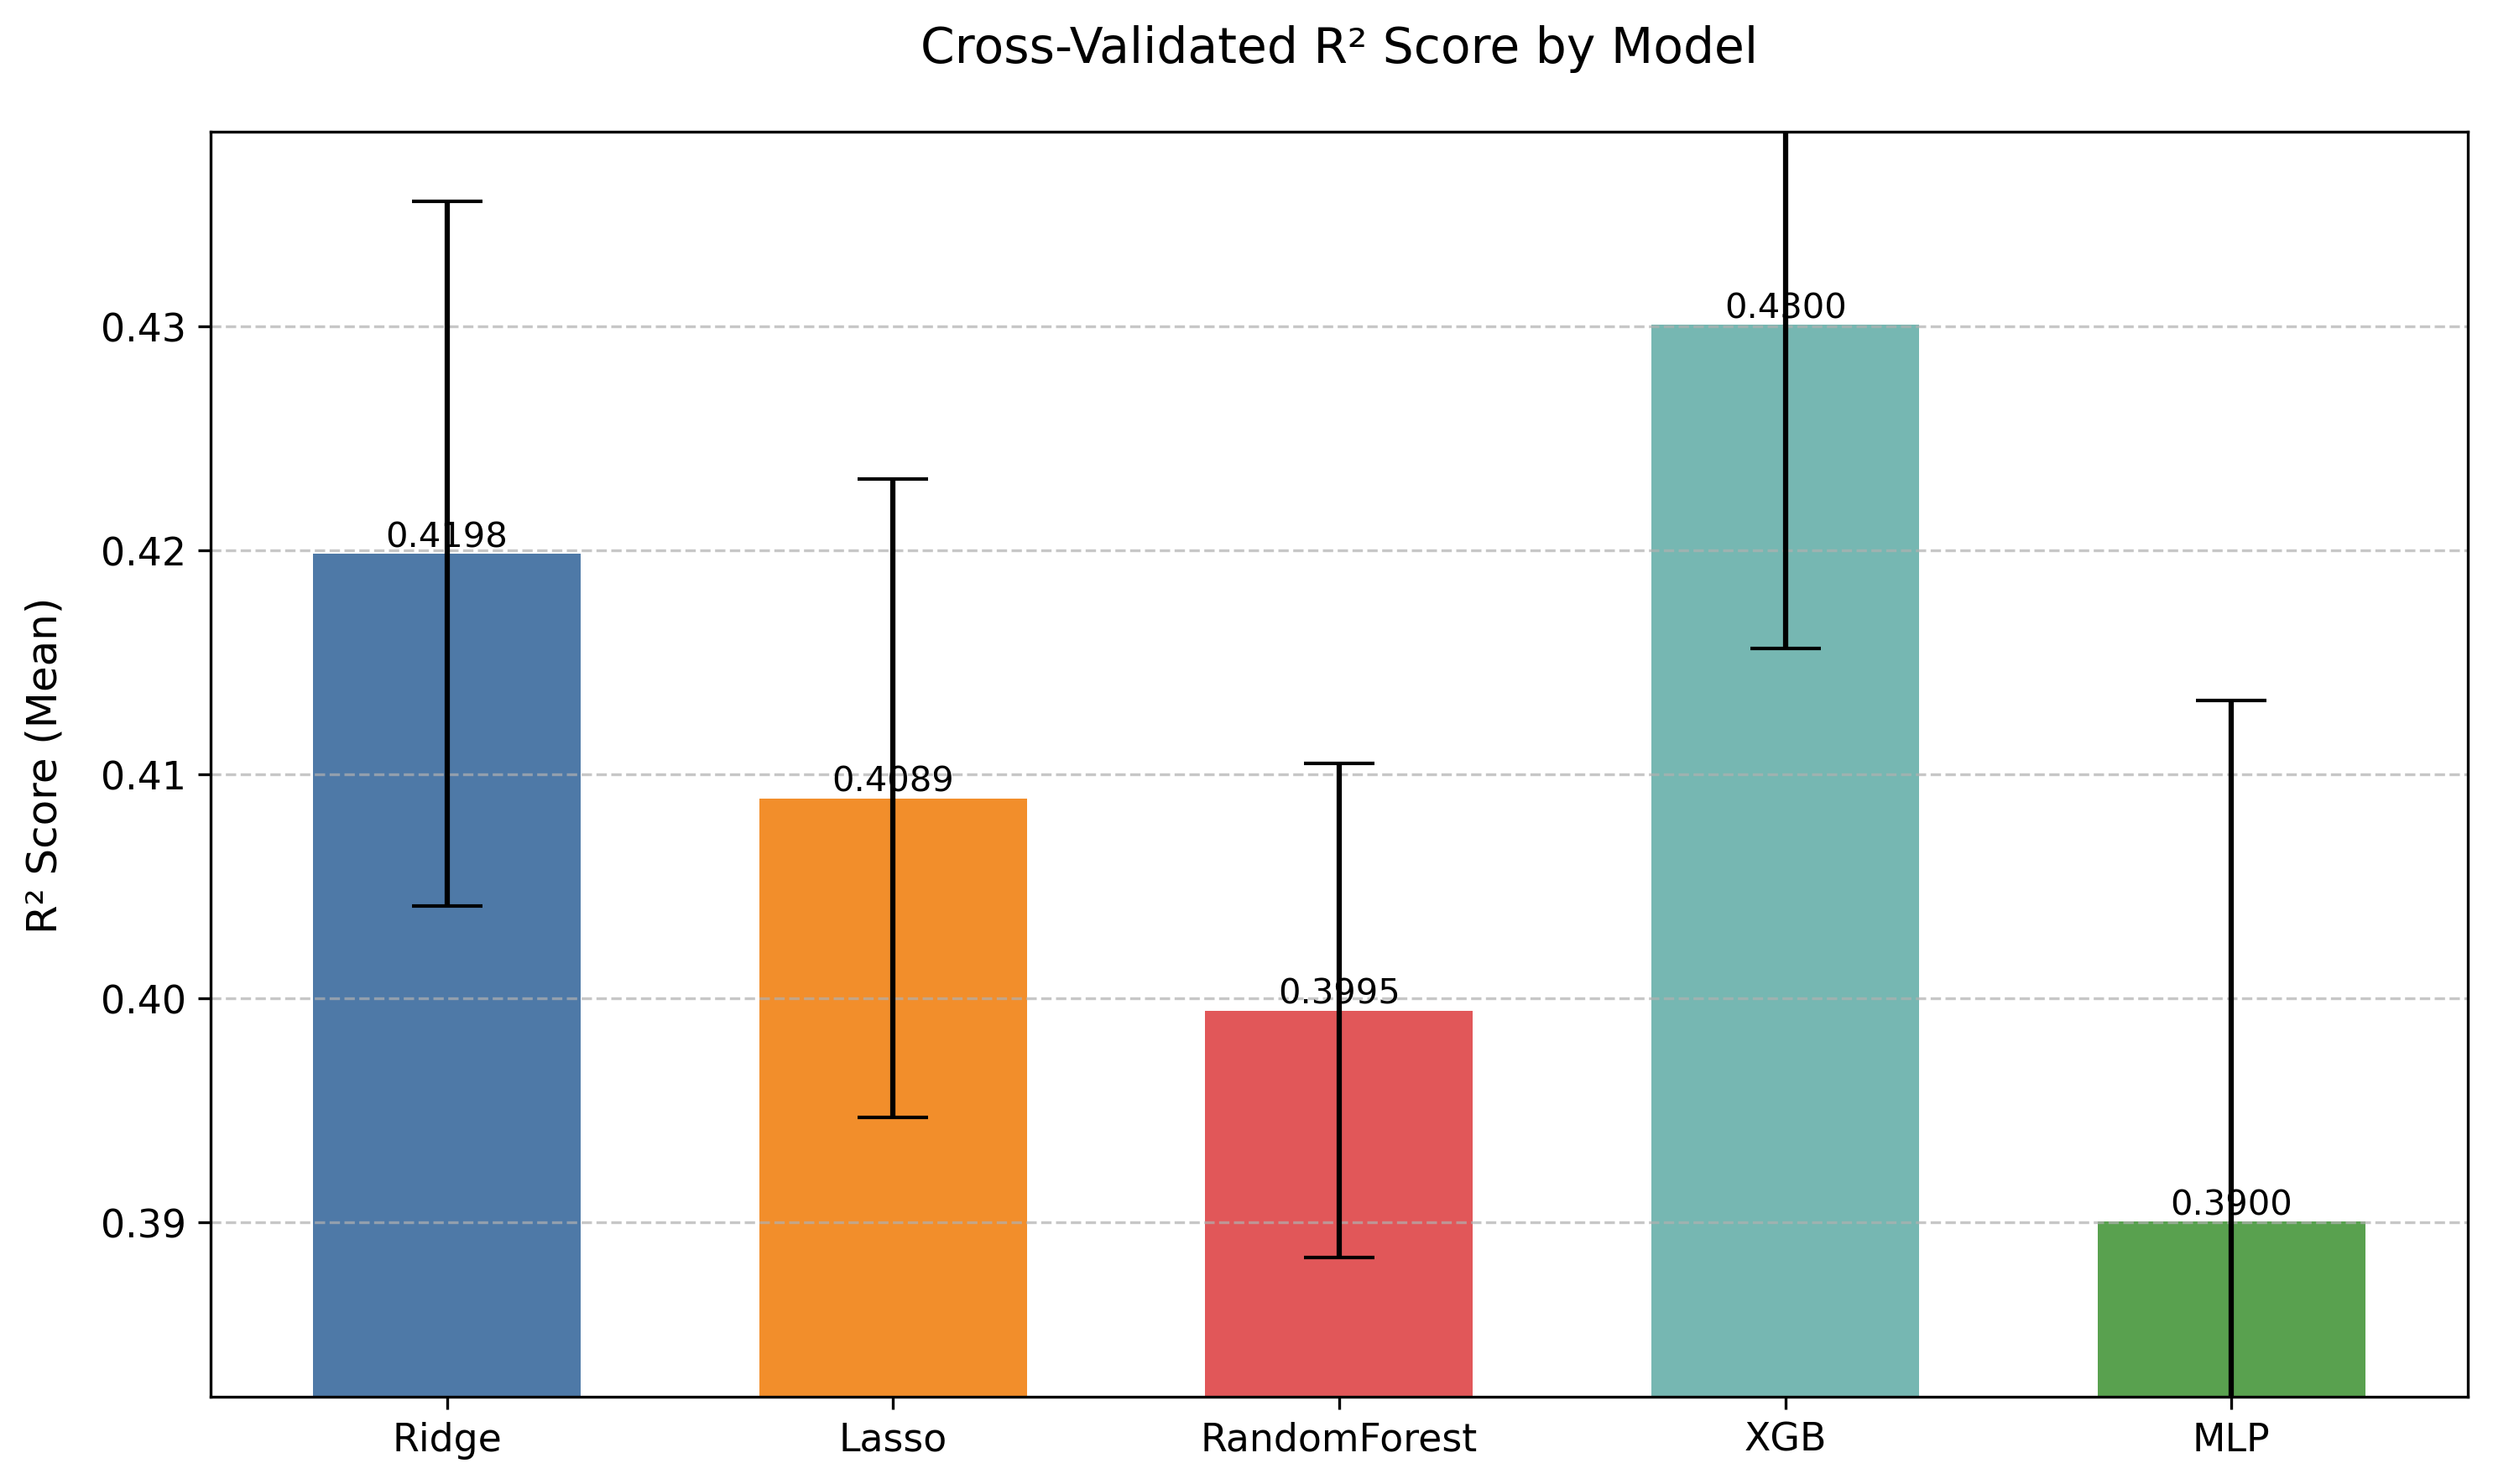 Cross-Validated R² Score by Model
R² Score (Mean)
0.43
0.42
0.41
0.40
0.39
0.4198
0.4089
0.3995
0.4300
0.3900
Ridge
Lasso
RandomForest
XGB
MLP